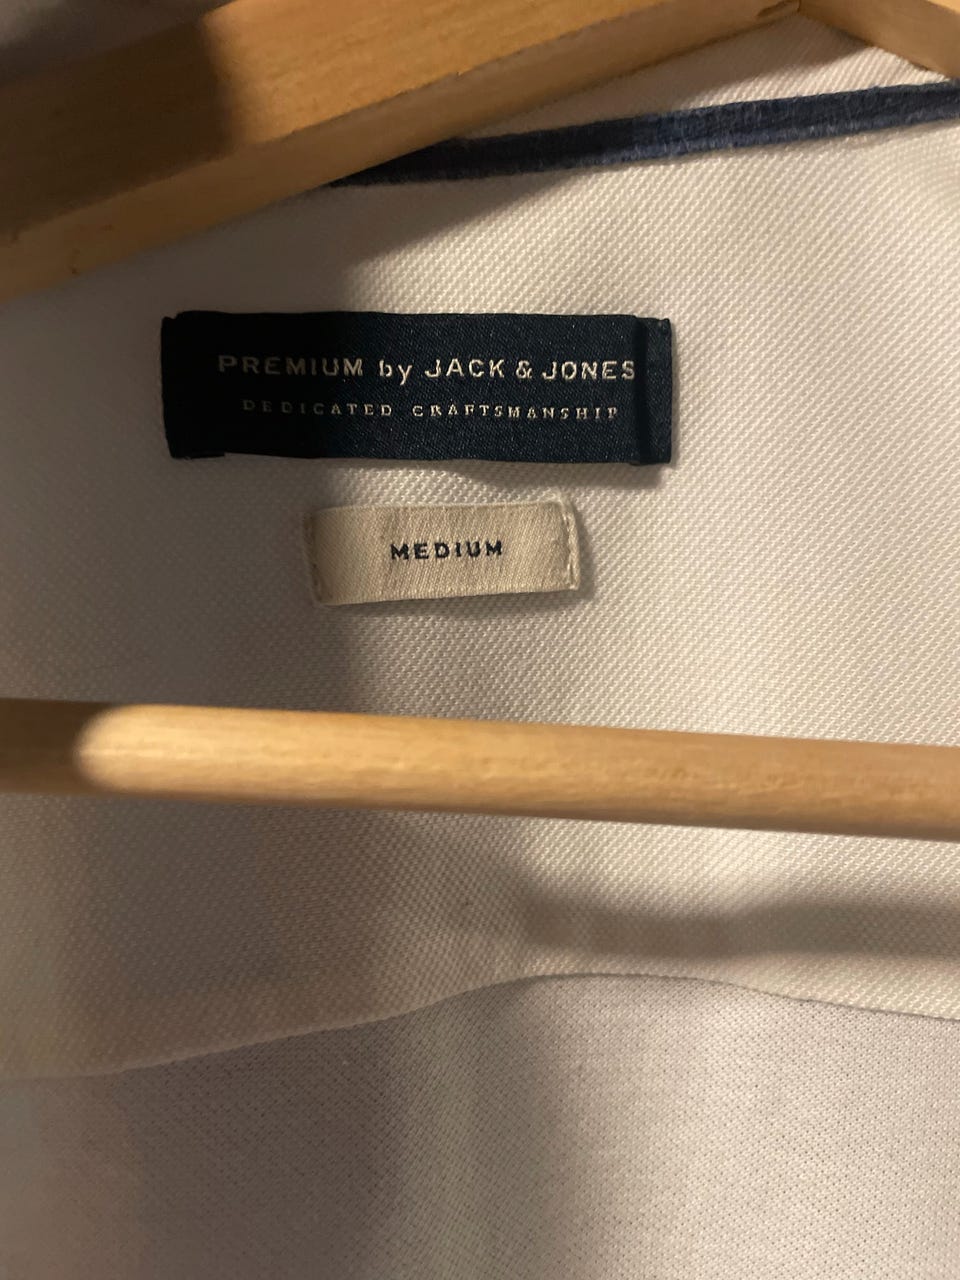 PREMIUM by JACK & JONES
DEDICATED CRAFTSMANSHIP
MEDIUM